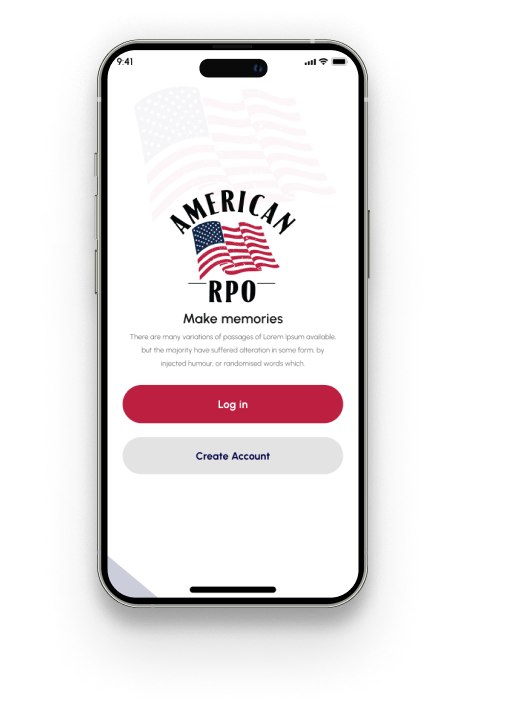 9:41
AMERICAN
RPO
Make memories
There are many variations of passages of Lorem Ipsum available,
but the majority have suffered alteration in some form, by
injected humour, or randomised words which
Log in
Create Account